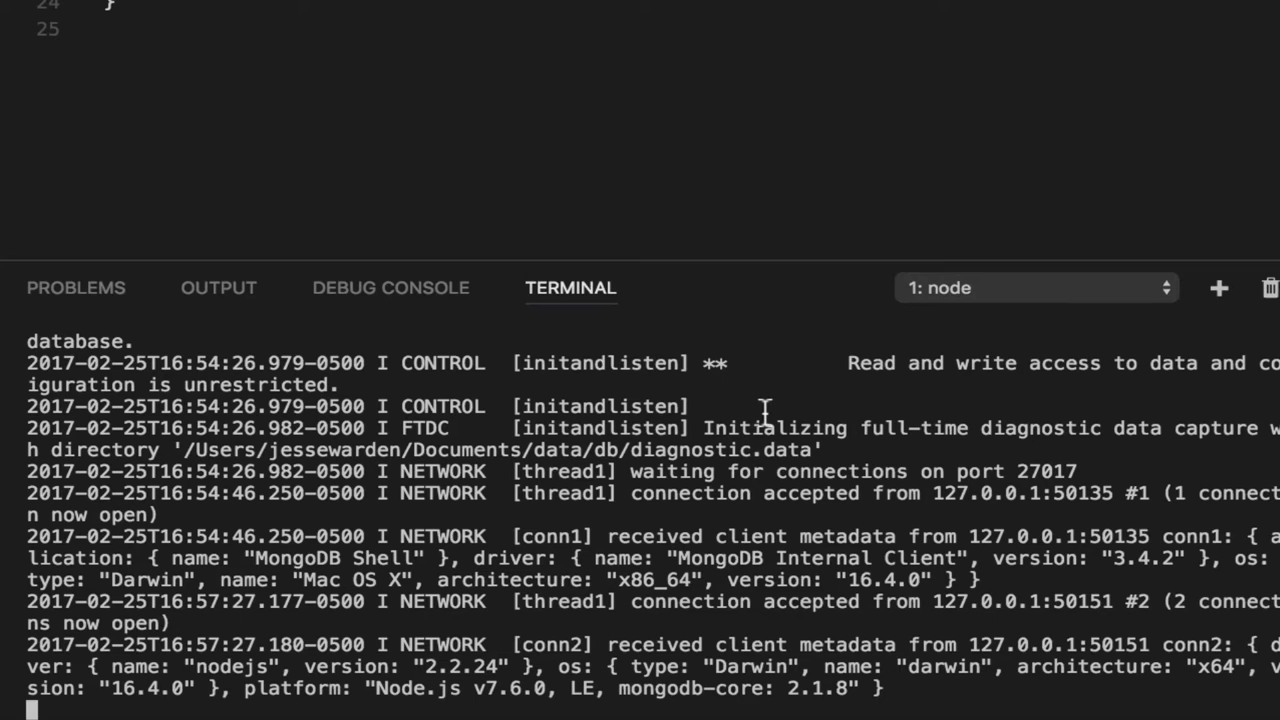 24 }
25
PROBLEMS OUTPUT DEBUG CONSOLE TERMINAL 1: node
database.
2017-02-25T16:54:26.979-0500 I CONTROL [initandlisten] ** Read and write access to data and co
iguration is unrestricted.
2017-02-25T16:54:26.979-0500 I CONTROL [initandlisten]
2017-02-25T16:54:26.982-0500 I FTDC [initandlisten] Initializing full-time diagnostic data capture w
h directory '/Users/jessewarden/Documents/data/db/diagnostic.data'
2017-02-25T16:54:26.982-0500 I NETWORK [thread1] waiting for connections on port 27017
2017-02-25T16:54:46.250-0500 I NETWORK [thread1] connection accepted from 127.0.0.1:50135 #1 (1 connect
n now open)
2017-02-25T16:54:46.250-0500 I NETWORK [conn1] received client metadata from 127.0.0.1:50135 conn1: { a
lication: { name: "MongoDB Shell" }, driver: { name: "MongoDB Internal Client", version: "3.4.2" }, os:
type: "Darwin", name: "Mac OS X", architecture: "x86_64", version: "16.4.0" } }
2017-02-25T16:57:27.177-0500 I NETWORK [thread1] connection accepted from 127.0.0.1:50151 #2 (2 connect
ns now open)
2017-02-25T16:57:27.180-0500 I NETWORK [conn2] received client metadata from 127.0.0.1:50151 conn2: { d
ver: { name: "nodejs", version: "2.2.24" }, os: { type: "Darwin", name: "darwin", architecture: "x64", v
sion: "16.4.0" }, platform: "Node.js v7.6.0, LE, mongodb-core: 2.1.8" }